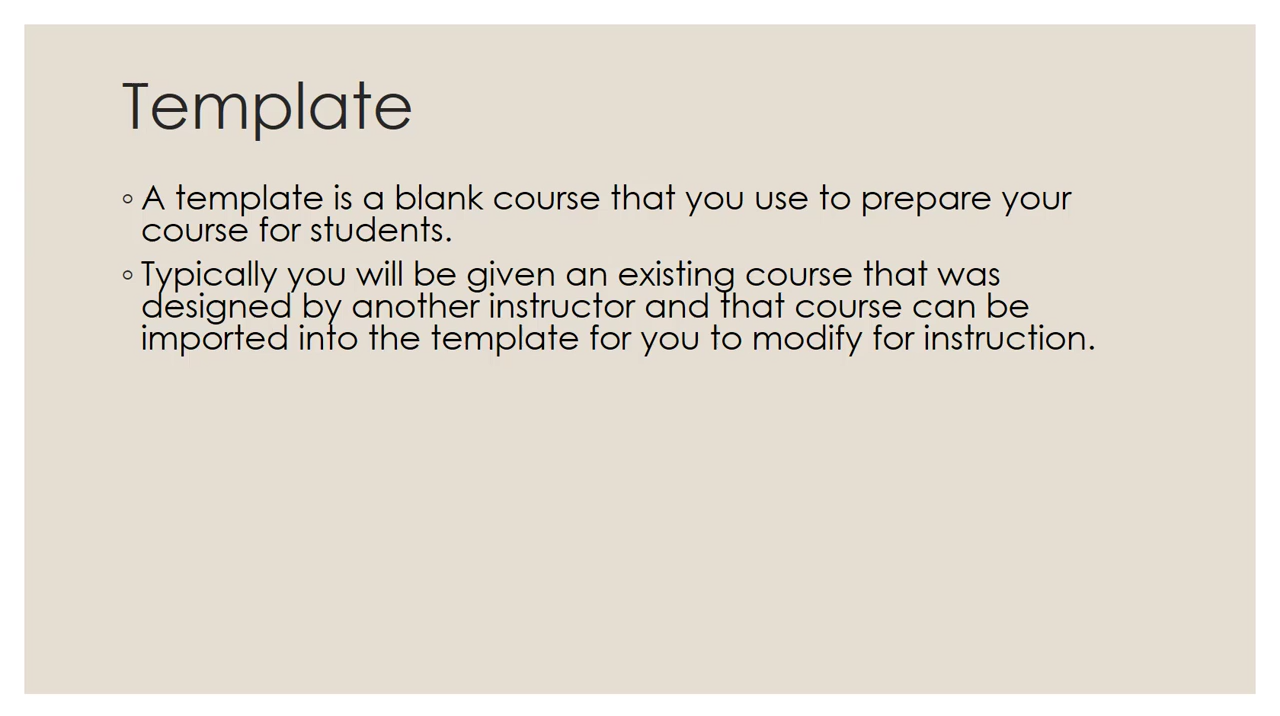 Template
◦ A template is a blank course that you use to prepare your
course for students.
◦ Typically you will be given an existing course that was
designed by another instructor and that course can be
imported into the template for you to modify for instruction.